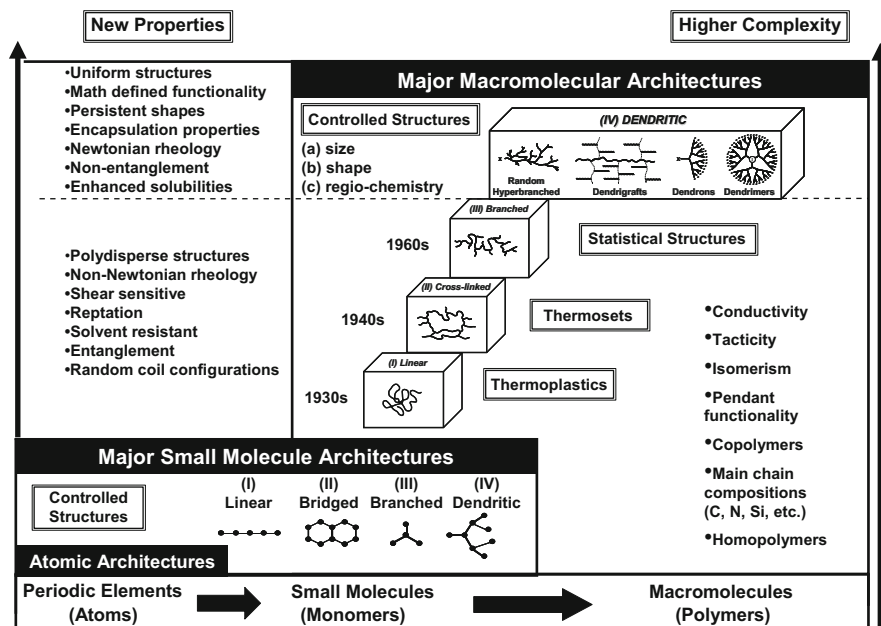 New Properties
Higher Complexity
•Uniform structures
•Math defined functionality
•Persistent shapes
•Encapsulation properties
•Newtonian rheology
•Non-entanglement
•Enhanced solubilities
Major Macromolecular Architectures
Controlled Structures
(a) size
(b) shape
(c) regio-chemistry
(IV) DENDRITIC
Random
Hyperbranched
Dendrigrafts
Dendrons
Dendrimers
•Polydisperse structures
•Non-Newtonian rheology
•Shear sensitive
•Reptation
•Solvent resistant
•Entanglement
•Random coil configurations
1960s
(III) Branched
Statistical Structures
1940s
(II) Cross-linked
Thermosets
1930s
(I) Linear
Thermoplastics
•Conductivity
•Tacticity
•Isomerism
•Pendant
functionality
•Copolymers
•Main chain
compositions
(C, N, Si, etc.)
•Homopolymers
Major Small Molecule Architectures
Controlled
Structures
(I)
Linear
(II)
Bridged
(III)
Branched
(IV)
Dendritic
Atomic Architectures
Periodic Elements
(Atoms)
Small Molecules
(Monomers)
Macromolecules
(Polymers)